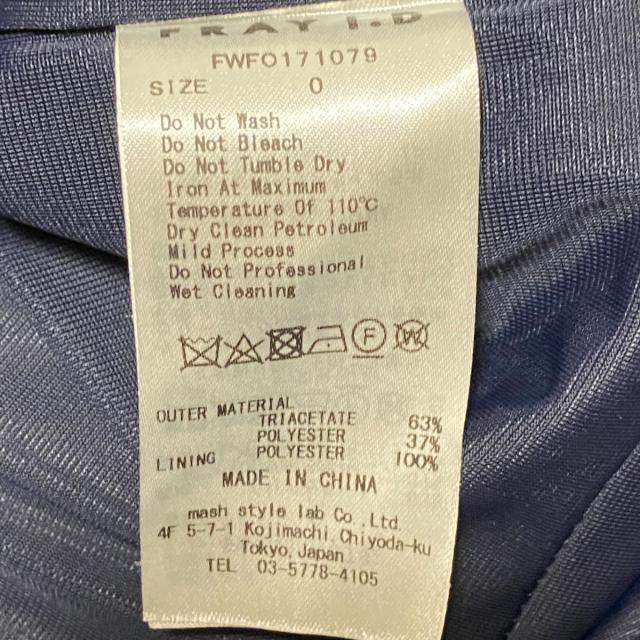 FRAY I.D
FWFO171079
SIZE 0
Do Not Wash
Do Not Bleach
Do Not Tumble Dry
Iron At Maximum
Temperature Of 110℃
Dry Clean Petroleum
Mild Process
Do Not Professional
Wet Cleaning
F W
OUTER MATERIAL
TRIACETATE 63%
POLYESTER 37%
LINING POLYESTER 100%
MADE IN CHINA
mash style lab Co.,Ltd.
4F 5-7-1 Kojimachi,Chiyoda-ku
Tokyo,Japan
TEL 03-5778-4105